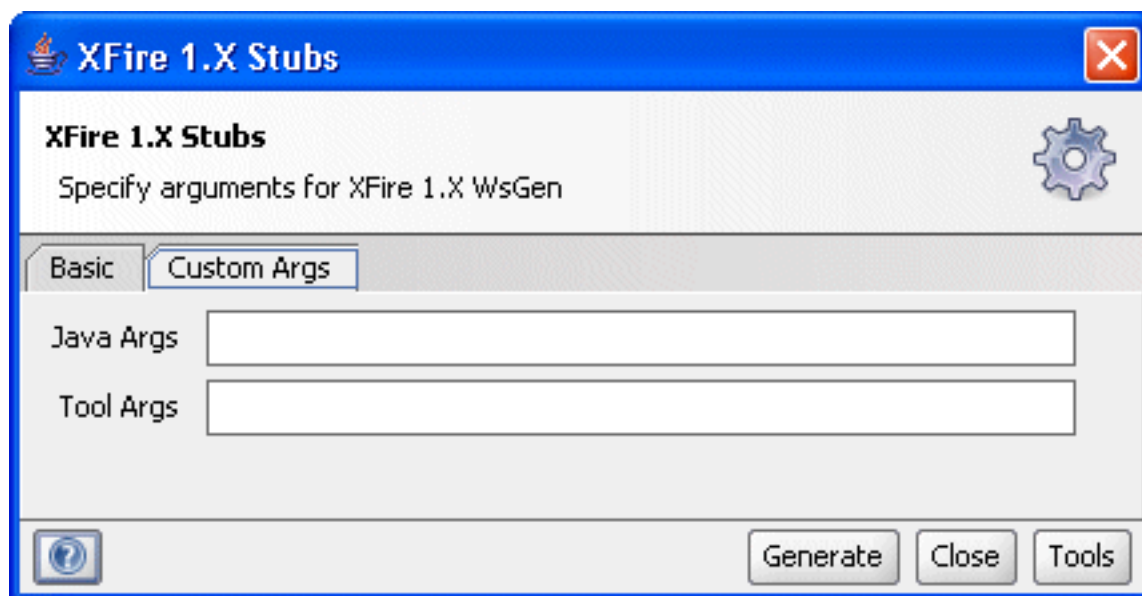 XFire 1.X Stubs
XFire 1.X Stubs
Specify arguments for XFire 1.X WsGen
Basic Custom Args
Java Args
Tool Args
? Generate Close Tools